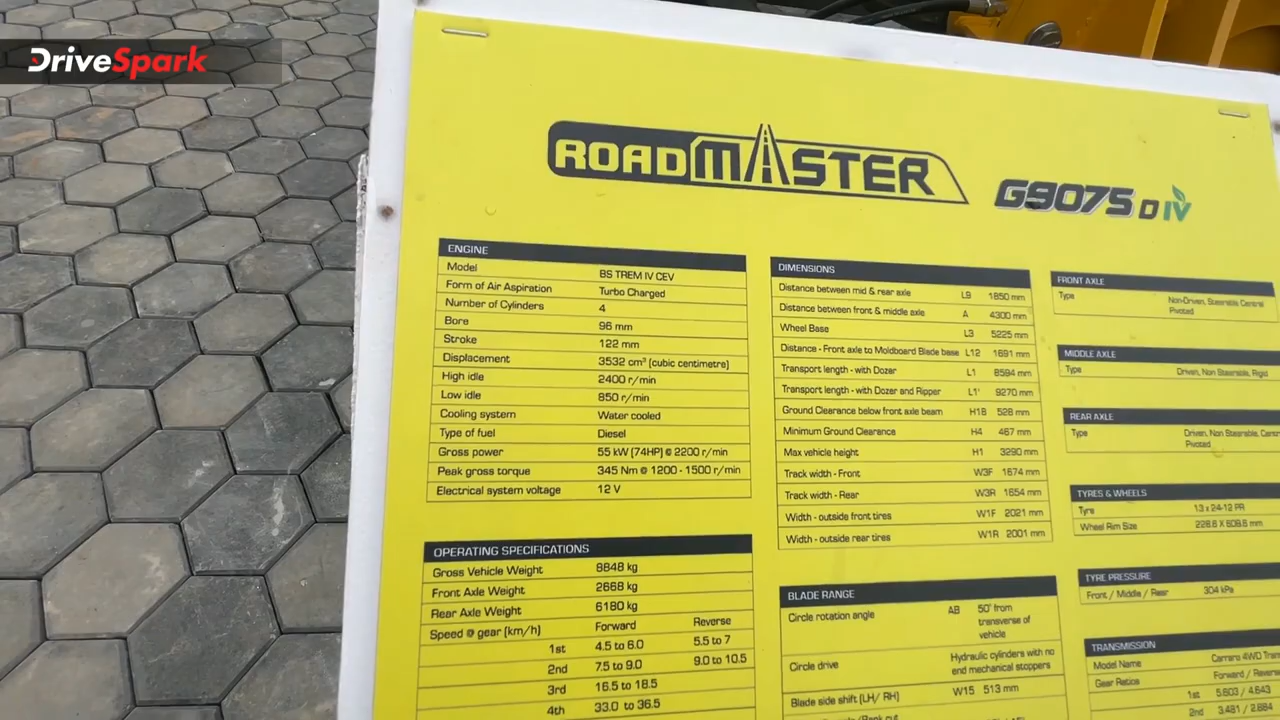 DriveSpark
ROADMASTER
G9075 D IV
ENGINE
Model BS TREM IV CEV
Form of Air Aspiration Turbo Charged
Number of Cylinders 4
Bore 96 mm
Stroke 122 mm
Displacement 3532 cm³ (cubic centimetre)
High idle 2400 r/min
Low idle 850 r/min
Cooling system Water cooled
Type of fuel Diesel
Gross power 55 kW (74HP) @ 2200 r/min
Peak gross torque 345 Nm @ 1200 - 1500 r/min
Electrical system voltage 12 V
OPERATING SPECIFICATIONS
Gross Vehicle Weight 8848 kg
Front Axle Weight 2668 kg
Rear Axle Weight 6180 kg
Speed @ gear (km/h) Forward Reverse
1st 4.5 to 6.0 5.5 to 7
2nd 7.5 to 9.0 9.0 to 10.5
3rd 16.5 to 18.5
4th 33.0 to 36.5
DIMENSIONS
Distance between mid & rear axle L9 1850 mm
Distance between front & middle axle A 4300 mm
Wheel Base L3 5225 mm
Distance - Front axle to Moldboard Blade base L12 1691 mm
Transport length - with Dozer L1 8594 mm
Transport length - with Dozer and Ripper L1' 9270 mm
Ground Clearance below front axle beam H18 528 mm
Minimum Ground Clearance H4 467 mm
Max vehicle height H1 3290 mm
Track width - Front W3F 1674 mm
Track width - Rear W3R 1654 mm
Width - outside front tires W1F 2021 mm
Width - outside rear tires W1R 2001 mm
BLADE RANGE
Circle rotation angle AB 50° from
transverse of
vehicle
Circle drive Hydraulic cylinders with no
end mechanical stoppers
Blade side shift (LH/ RH) W15 513 mm
FRONT AXLE
Type Non-Driven, Steerable Central
Pivoted
MIDDLE AXLE
Type Driven, Non Steerable, Rigid
REAR AXLE
Type Driven, Non Steerable,
Pivoted
TYRES & WHEELS
Tyre 13 x 24-12 PR
Wheel Rim Size 228.6 X 609.6 mm
TYRE PRESSURE
Front / Middle / Rear 304 kPa
TRANSMISSION
Model Name Carraro 4WD
Gear Ratios Forward /
1st 5.603 / 4.643
2nd 3.481 / 2.884